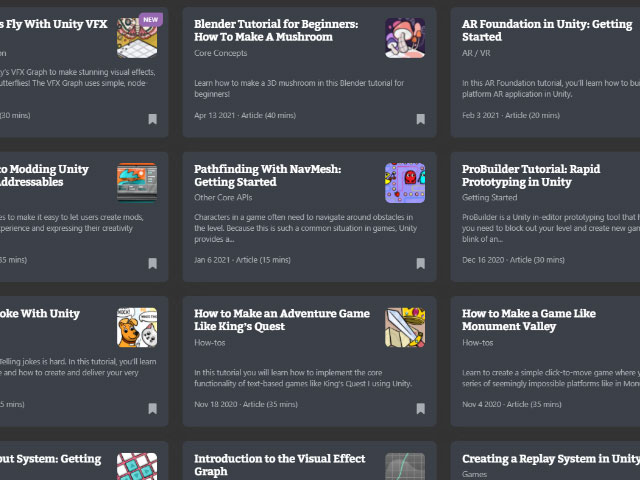 s Fly With Unity VFX
NEW
on
y's VFX Graph to make stunning visual effects,
utterflies! The VFX Graph uses simple, node-
(30 mins)
Blender Tutorial for Beginners:
How To Make A Mushroom
Core Concepts
Learn how to make a 3D mushroom in this Blender tutorial for
beginners!
Apr 13 2021 · Article (40 mins)
AR Foundation in Unity: Getting
Started
AR / VR
In this AR Foundation tutorial, you'll learn how to bui
platform AR application in Unity.
Feb 3 2021 · Article (20 mins)
to Modding Unity
Addressables
es to make it easy to let users create mods,
xperience and expressing their creativity
35 mins)
Pathfinding With NavMesh:
Getting Started
Other Core APIs
Characters in a game often need to navigate around obstacles in
the level. Because this is such a common situation in games, Unity
provides a...
Jan 6 2021 · Article (15 mins)
ProBuilder Tutorial: Rapid
Prototyping in Unity
Getting Started
ProBuilder is a Unity in-editor prototyping tool that h
you need to block out your level and create new gam
blink of an...
Dec 16 2020 · Article (30 mins)
oke With Unity
Telling jokes is hard. In this tutorial, you'll learn
e and how to create and deliver your very
5 mins)
How to Make an Adventure Game
Like King's Quest
How-tos
In this tutorial you will learn how to implement the core
functionality of text-based games like King's Quest I using Unity.
Nov 18 2020 · Article (35 mins)
How to Make a Game Like
Monument Valley
How-tos
Learn to create a simple click-to-move game where y
series of seemingly impossible platforms like in Mon
Nov 4 2020 · Article (35 mins)
put System: Getting
Introduction to the Visual Effect
Graph
Creating a Replay System in Unity
Games